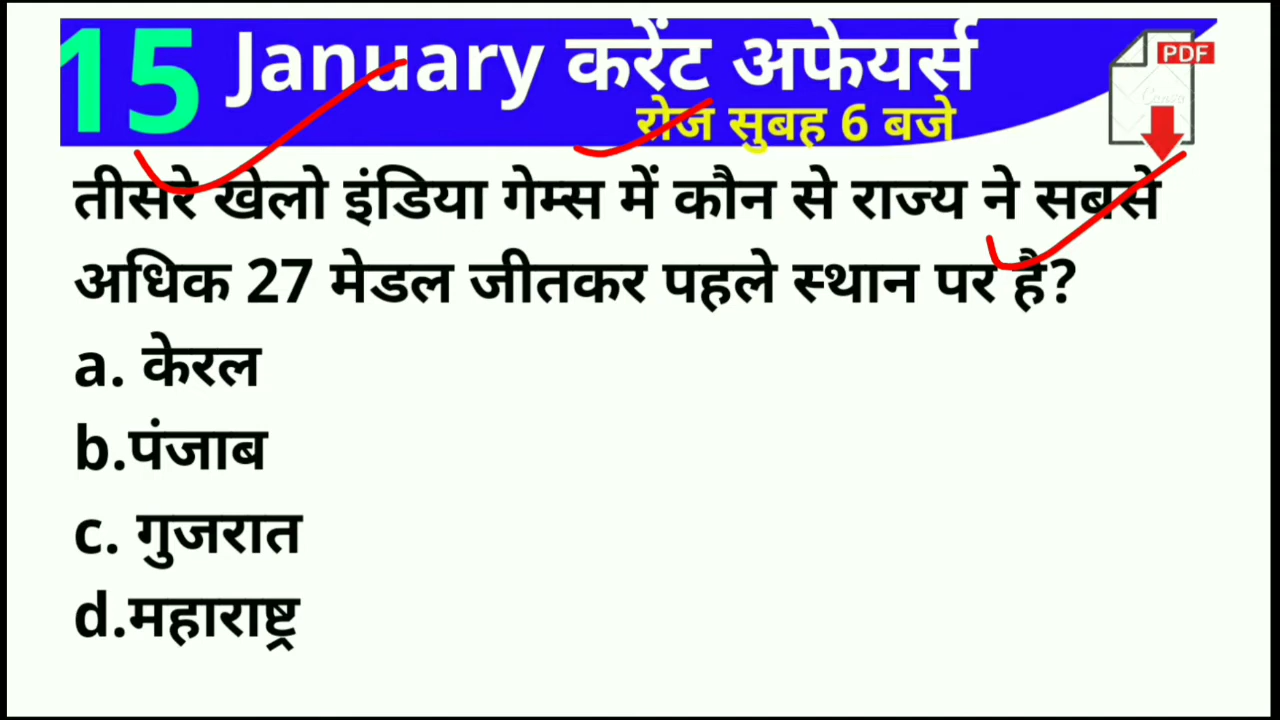 15 January करेंट अफेयर्स
PDF
रोज सुबह 6 बजे
तीसरे खेलो इंडिया गेम्स में कौन से राज्य ने सबसे
अधिक 27 मेडल जीतकर पहले स्थान पर है?
a. केरल
b.पंजाब
c. गुजरात
d.महाराष्ट्र